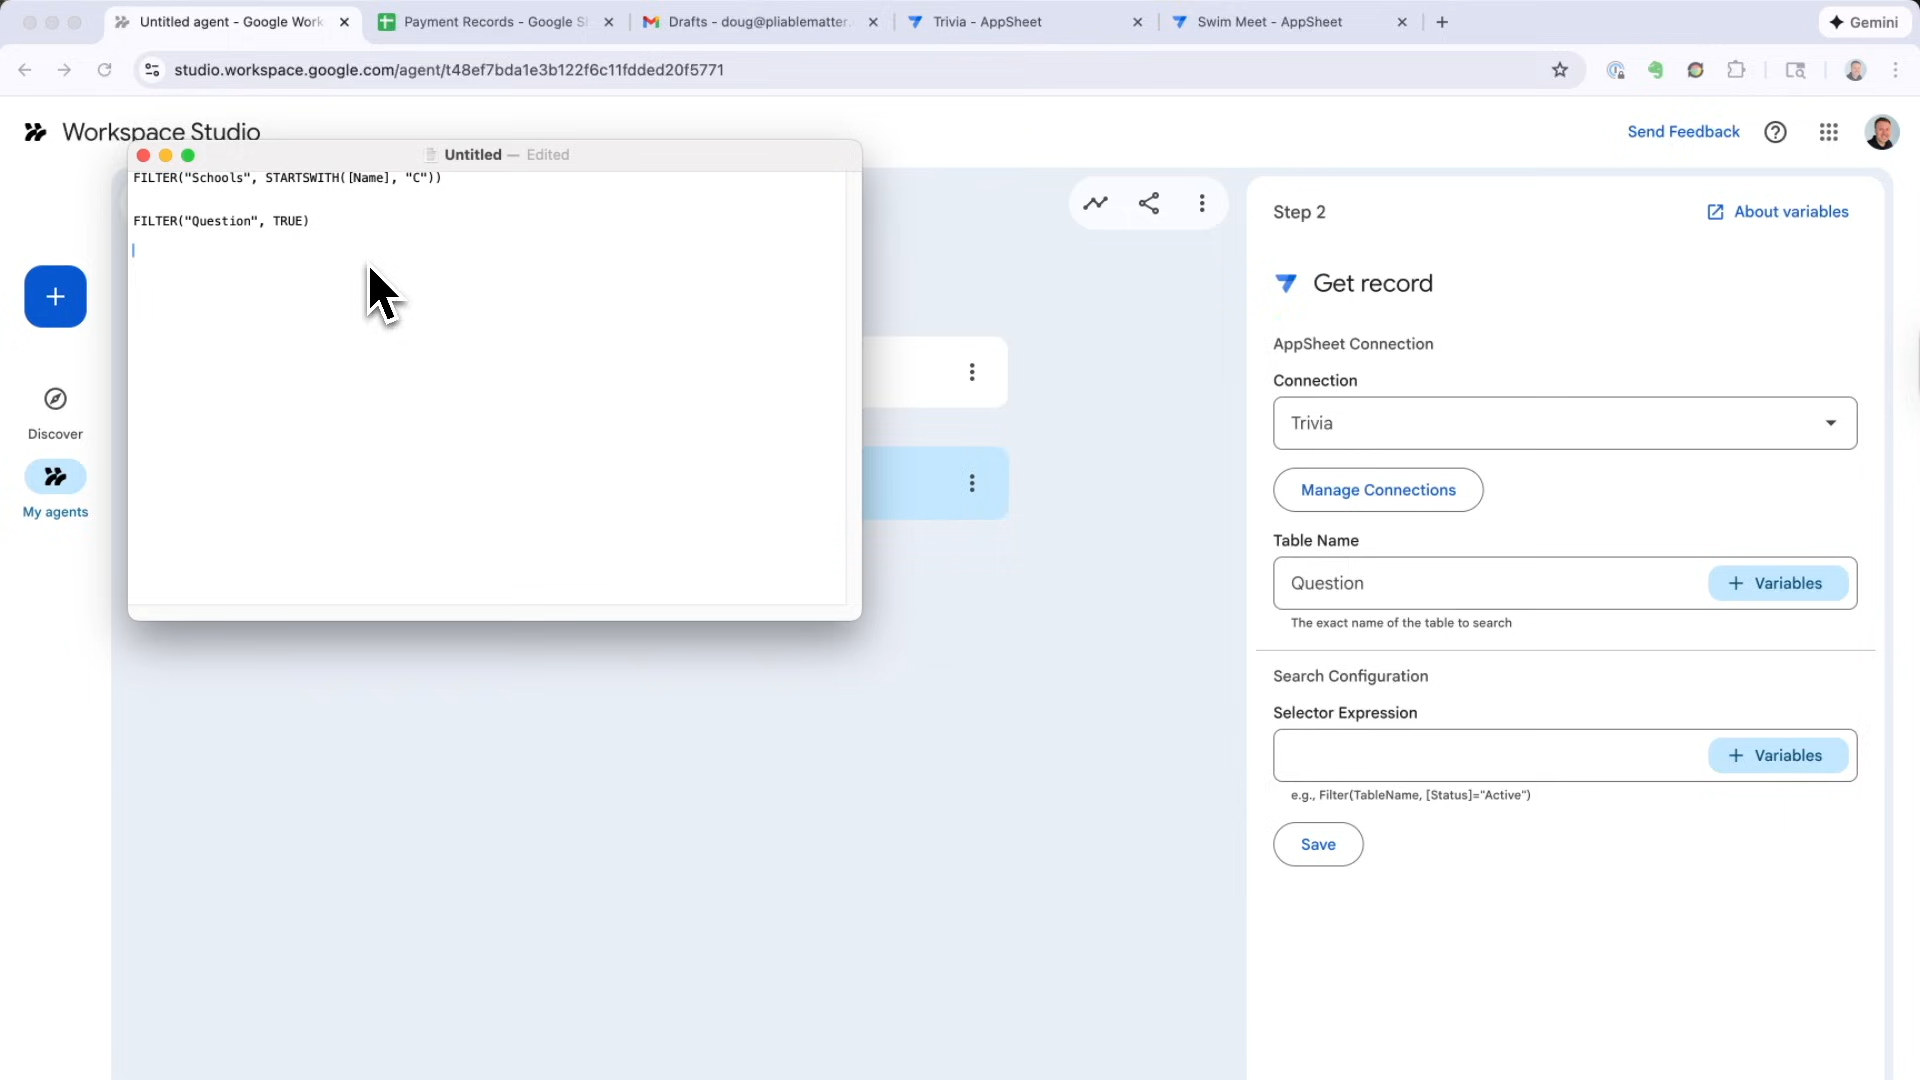 Untitled agent - Google Work
Payment Records - Google Sh
Drafts - doug@pliablematter.
Trivia - AppSheet
Swim Meet - AppSheet
Gemini
studio.workspace.google.com/agent/t48ef7bda1e3b122f6c11fdded20f5771
Workspace Studio
Send Feedback
Untitled — Edited
FILTER("Schools", STARTSWITH([Name], "C"))
FILTER("Question", TRUE)
Discover
My agents
Step 2
About variables
Get record
AppSheet Connection
Connection
Trivia
Manage Connections
Table Name
Question
+ Variables
The exact name of the table to search
Search Configuration
Selector Expression
+ Variables
e.g., Filter(TableName, [Status]="Active")
Save